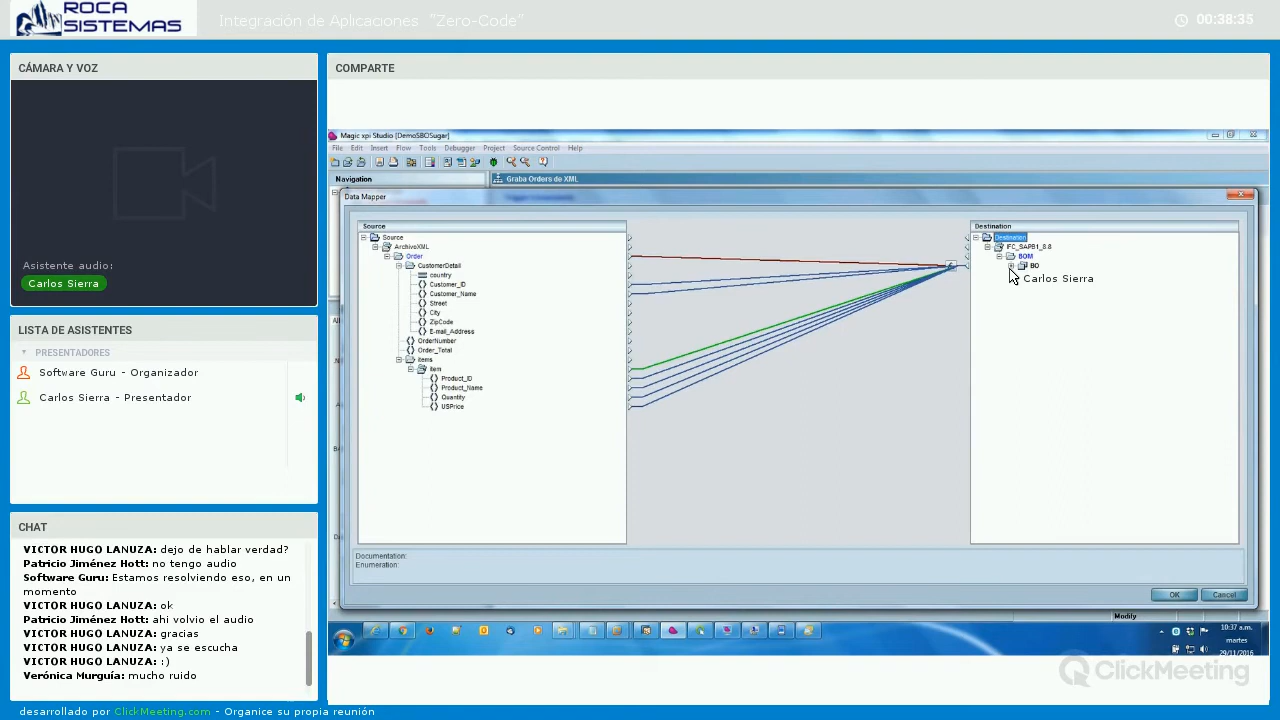 ROCA
SISTEMAS
Integración de Aplicaciones "Zero-Code"
00:38:35
CÁMARA Y VOZ
Asistente audio:
Carlos Sierra
LISTA DE ASISTENTES
PRESENTADORES
Software Guru - Organizador
Carlos Sierra - Presentador
CHAT
VICTOR HUGO LANUZA: dejo de hablar verdad?
Patricio Jiménez Hott: no tengo audio
Software Guru: Estamos resolviendo eso, en un
momento
VICTOR HUGO LANUZA: ok
Patricio Jiménez Hott: ahi volvio el audio
VICTOR HUGO LANUZA: gracias
VICTOR HUGO LANUZA: ya se escucha
VICTOR HUGO LANUZA: :)
Verónica Murguía: mucho ruido
COMPARTE
Magic xpi Studio [DemoSBOSugar]
File Edit Insert Flow Tools Debugger Project Source Control Help
Navigation
Graba Orders de XML
Data Mapper
Source
Source
ArchivoXML
Order
CustomerDetail
country
Customer_ID
Customer_Name
Street
City
ZipCode
E-mail_Address
OrderNumber
Order_Total
Items
Item
Product_ID
Product_Name
Quantity
USPrice
Destination
Destination
IFC_SAPB1_8.8
BOM
BO
Carlos Sierra
Documentation:
Enumeration:
OK
Cancel
Modify
10:37 a.m.
martes
29/11/2016
ClickMeeting
desarrollado por ClickMeeting.com - Organice su propia reunión